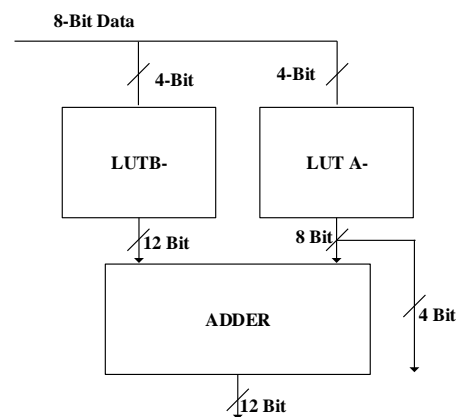 8-Bit Data
4-Bit
4-Bit
LUTB-
LUT A-
12 Bit
8 Bit
ADDER
4 Bit
12 Bit